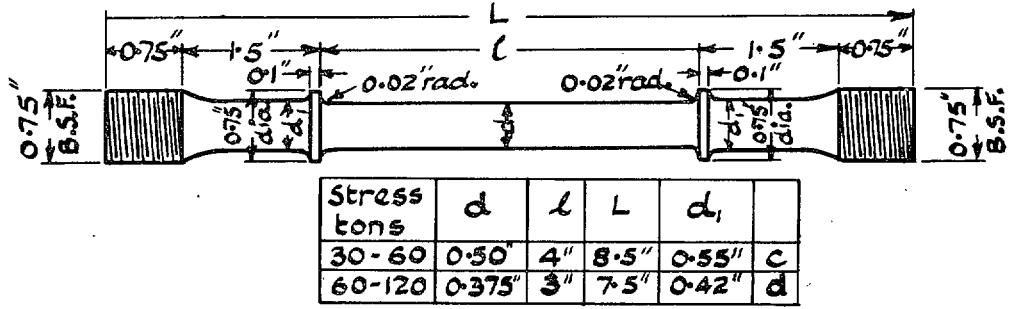 L
0.75" 1.5" l 1.5" 0.75"
0.1" 0.02"rad. 0.02"rad. 0.1"
0.75"
B.S.F.
0.75"
dia.
d₁
d
d₁
0.75"
dia.
0.75"
B.S.F.
Stress tons d l L d₁
30-60 0.50" 4" 8.5" 0.55" c
60-120 0.375" 3" 7.5" 0.42" d